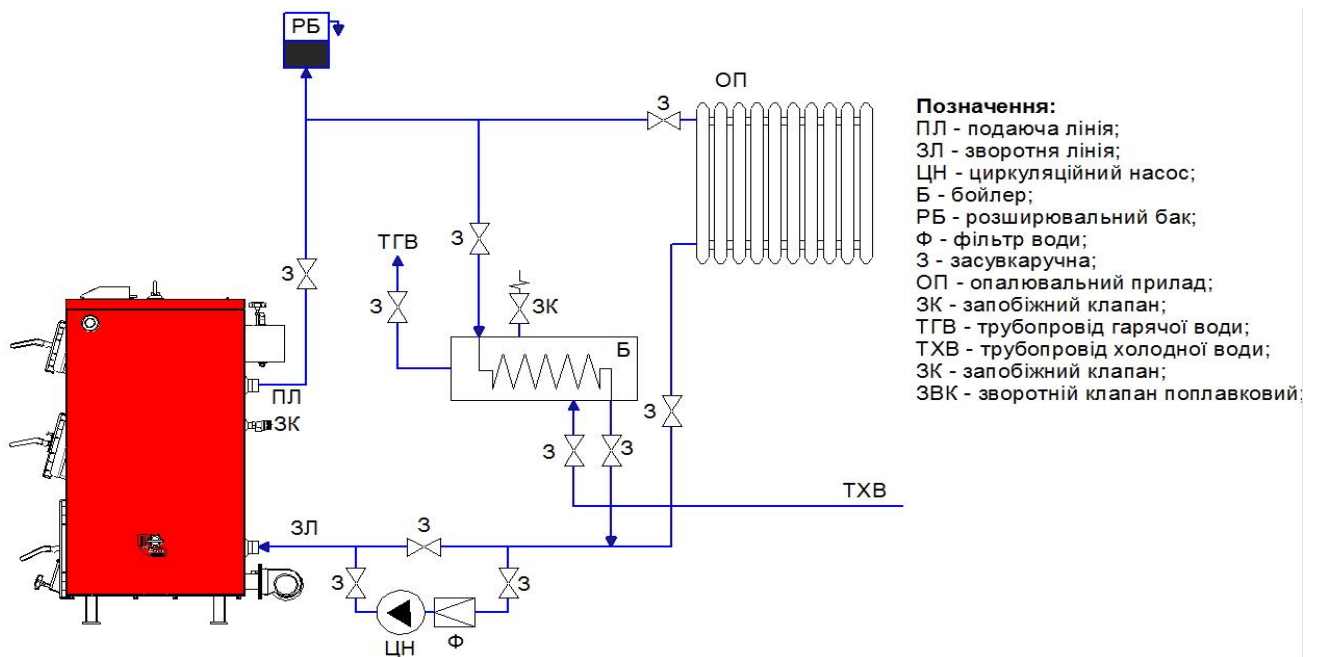 РБ
ОП
З
Позначення:
ПЛ - подаюча лінія;
ЗЛ - зворотня лінія;
ЦН - циркуляційний насос;
Б - бойлер;
РБ - розширювальний бак;
Ф - фільтр води;
З - засувкаручна;
ОП - опалювальний прилад;
ЗК - запобіжний клапан;
ТГВ - трубопровід гарячої води;
ТХВ - трубопровід холодної води;
ЗК - запобіжний клапан;
ЗВК - зворотній клапан поплавковий;
ТГВ
З
З
З
ЗК
Б
ПЛ
ЗК
З
З
З
ТХВ
ЗЛ
З
З
З
ЦН
Ф